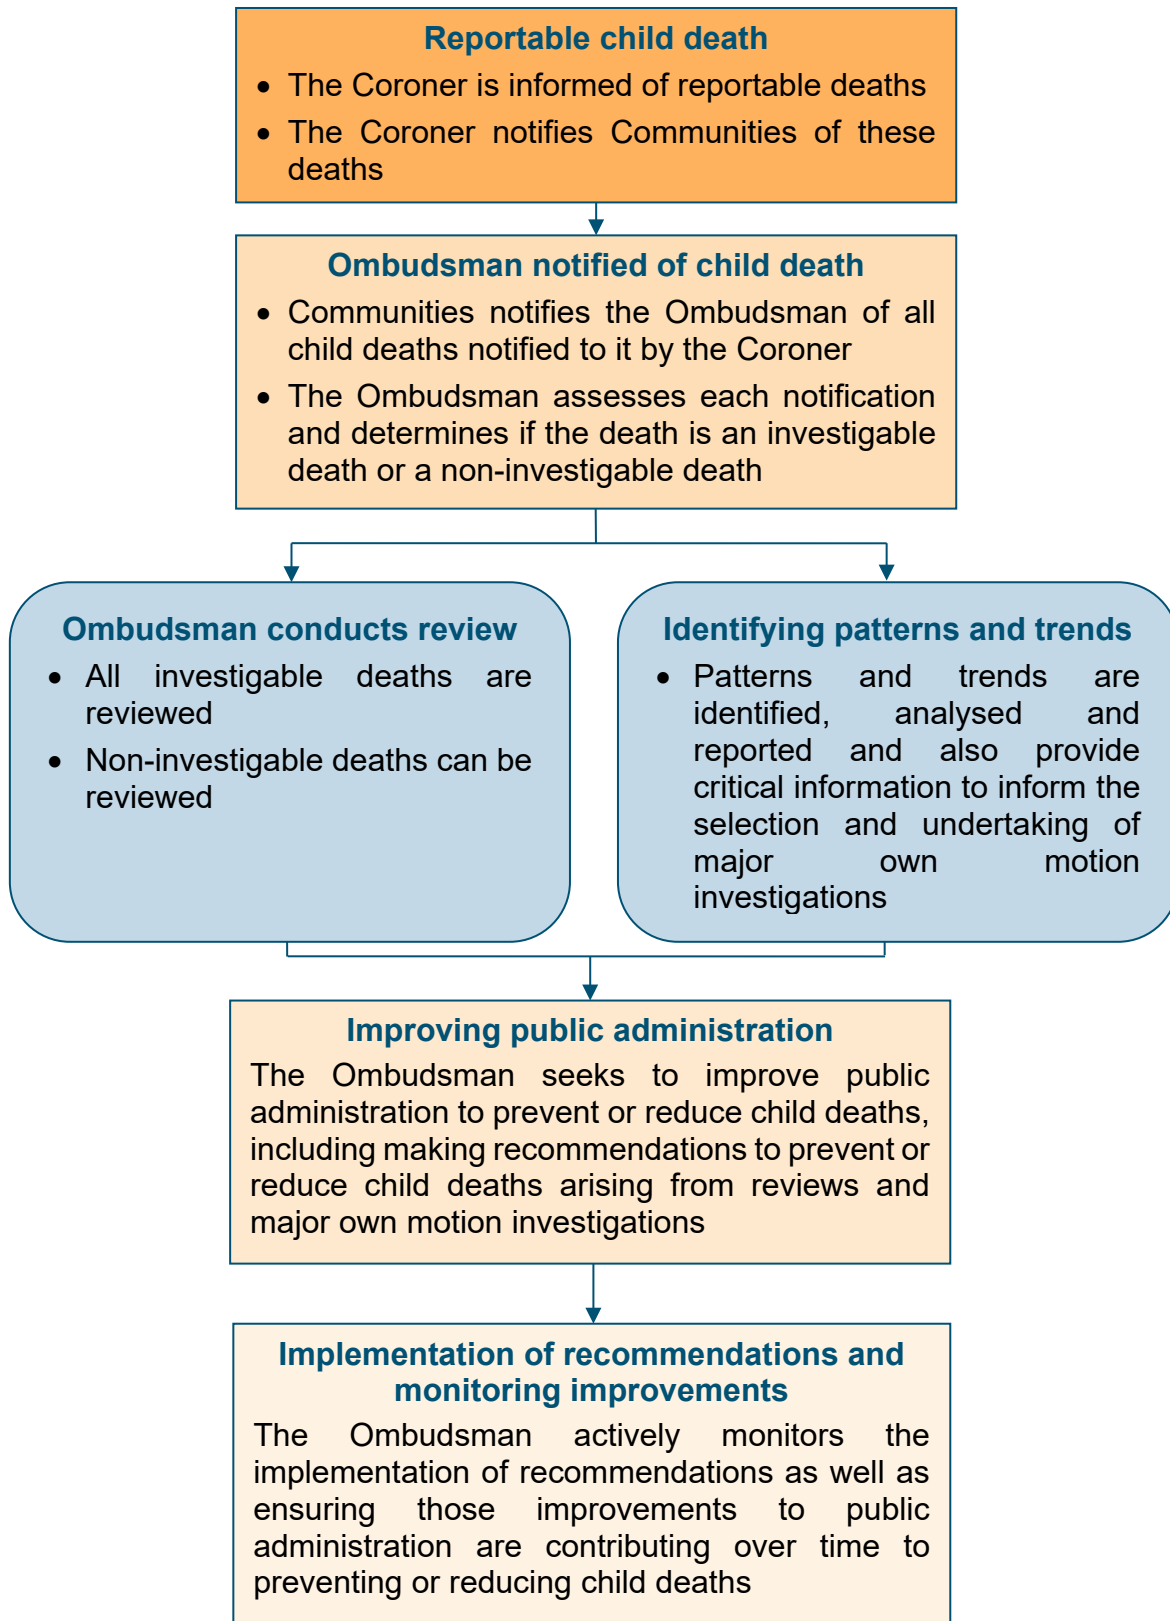 Reportable child death
• The Coroner is informed of reportable deaths
• The Coroner notifies Communities of these
deaths
Ombudsman notified of child death
• Communities notifies the Ombudsman of all
child deaths notified to it by the Coroner
• The Ombudsman assesses each notification
and determines if the death is an investigable
death or a non-investigable death
Ombudsman conducts review
• All investigable deaths are
reviewed
• Non-investigable deaths can be
reviewed
Identifying patterns and trends
• Patterns and trends are
identified, analysed and
reported and also provide
critical information to inform the
selection and undertaking of
major own motion
investigations
Improving public administration
The Ombudsman seeks to improve public
administration to prevent or reduce child deaths,
including making recommendations to prevent or
reduce child deaths arising from reviews and
major own motion investigations
Implementation of recommendations and
monitoring improvements
The Ombudsman actively monitors the
implementation of recommendations as well as
ensuring those improvements to public
administration are contributing over time to
preventing or reducing child deaths